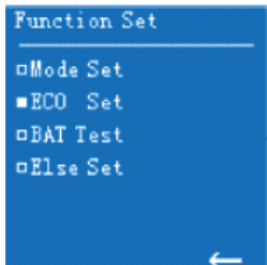 Function Set
▫Mode Set
▪ECO Set
▫BAT Test
▫Else Set
←